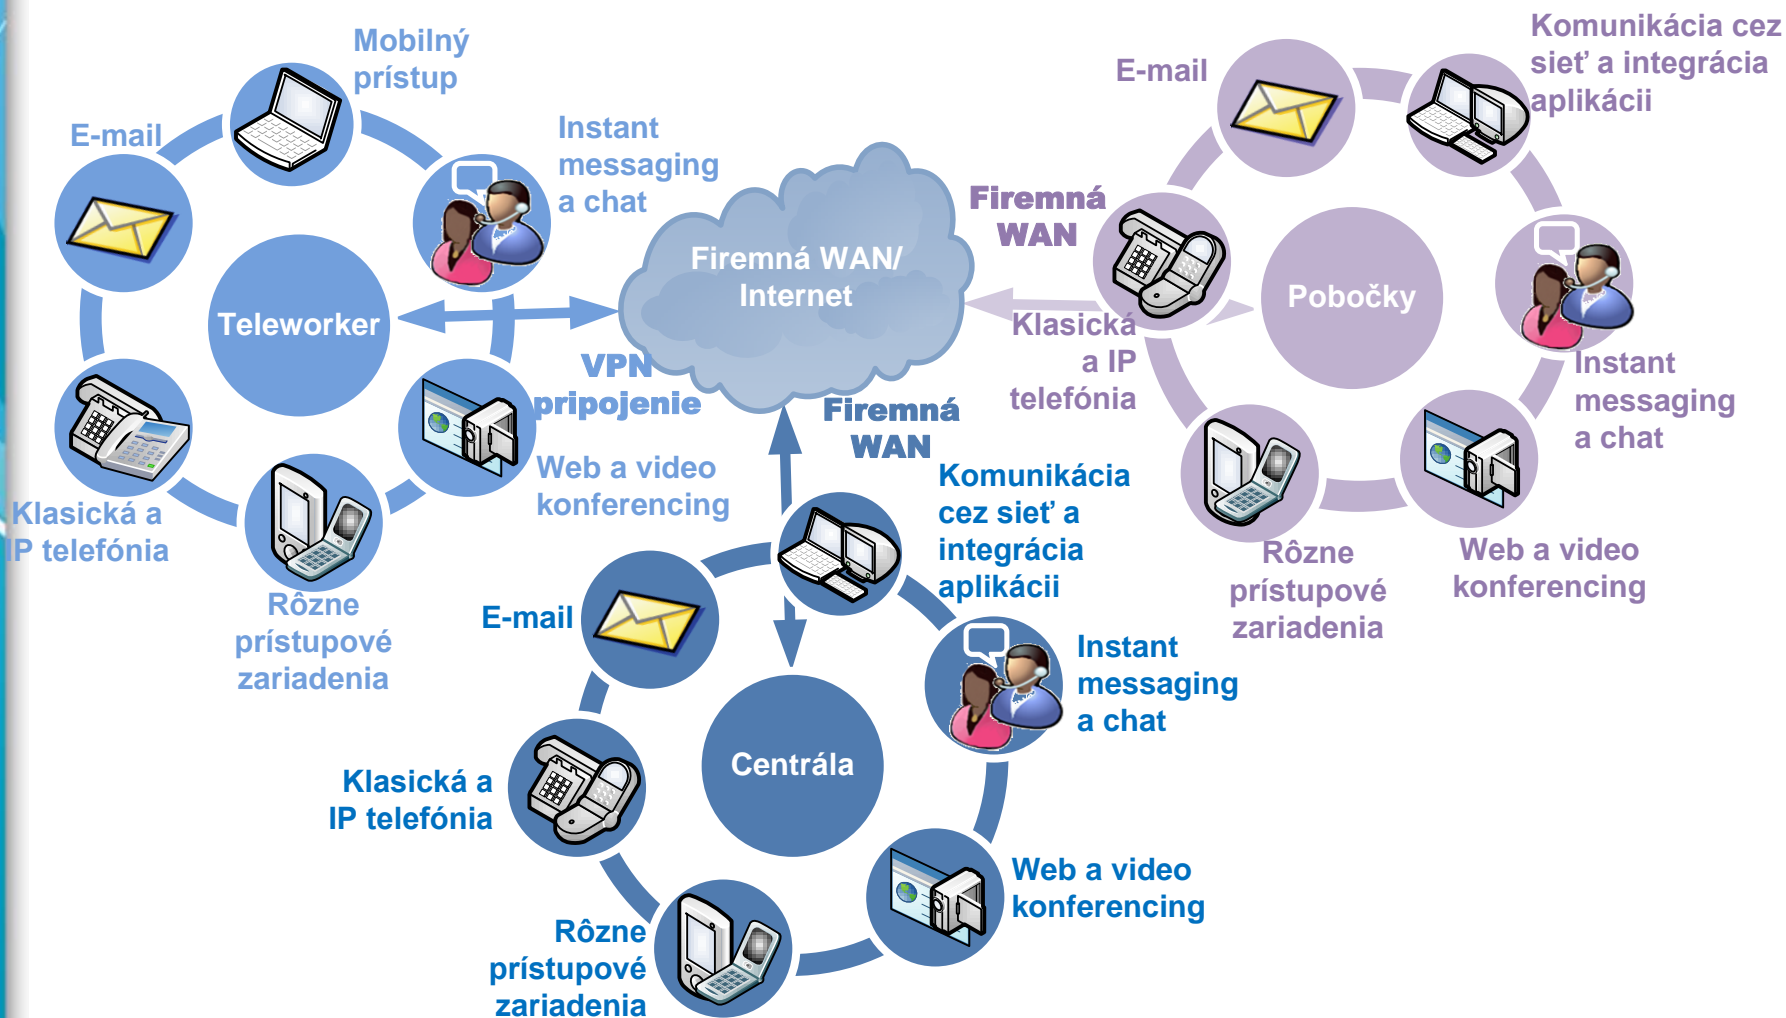 Mobilný
prístup
E-mail
Instant
messaging
a chat
Teleworker
Klasická a
IP telefónia
Rôzne
prístupové
zariadenia
Web a video
konferencing
VPN
pripojenie
Firemná WAN/
Internet
Firemná
WAN
E-mail
Komunikácia cez
sieť a integrácia
aplikácii
Pobočky
Klasická
a IP
telefónia
Instant
messaging
a chat
Rôzne
prístupové
zariadenia
Web a video
konferencing
Firemná
WAN
Komunikácia
cez sieť a
integrácia
aplikácii
E-mail
Instant
messaging
a chat
Centrála
Klasická a
IP telefónia
Web a video
konferencing
Rôzne
prístupové
zariadenia